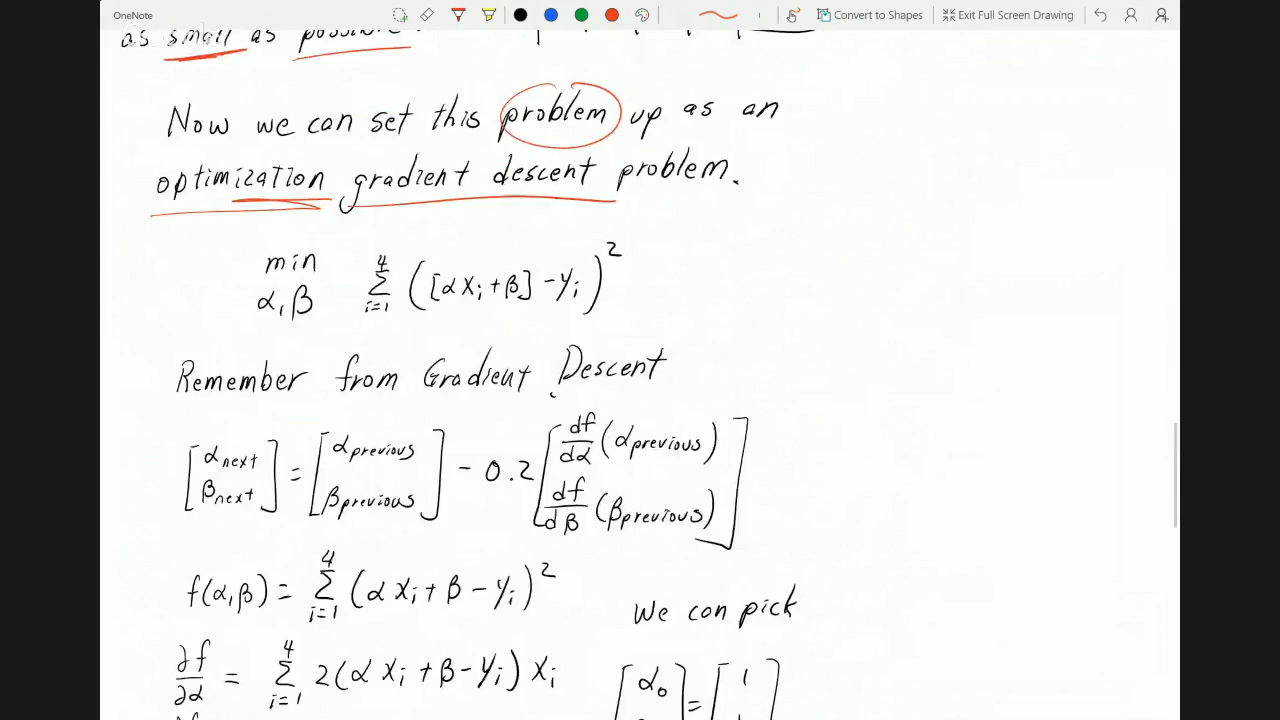 OneNote
Convert to Shapes
Exit Full Screen Drawing
as small as possible.
Now we can set this problem up as an
optimization gradient descent problem.
min α,β Σ_{i=1}^{4} ([αx_i + β] - y_i)^2
Remember from Gradient Descent
[α_next β_next] = [α_previous β_previous] - 0.2 [df/dα (α_previous) df/dβ (β_previous)]
f(α,β) = Σ_{i=1}^{4} (αx_i + β - y_i)^2
We can pick
∂f/∂α = Σ_{i=1}^{4} 2(αx_i + β - y_i) x_i
[α_0 = [1